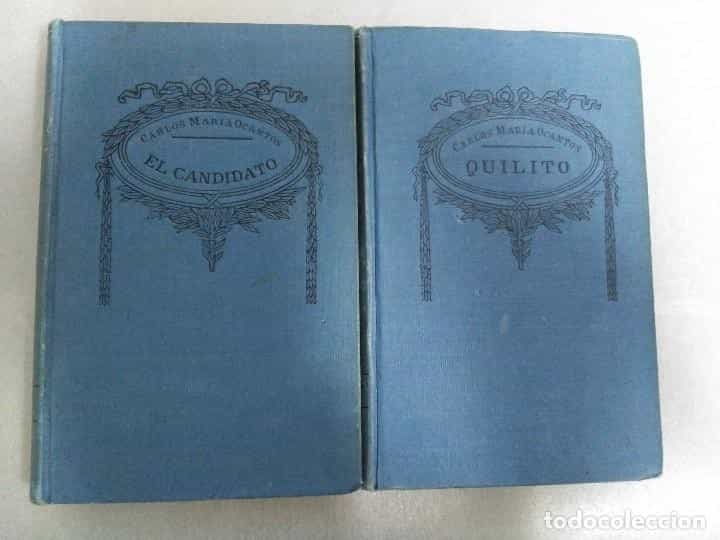 CARLOS MARIA OCANTOS
EL CANDIDATO
CARLOS MARIA OCANTOS
QUILITO
todocoleccion